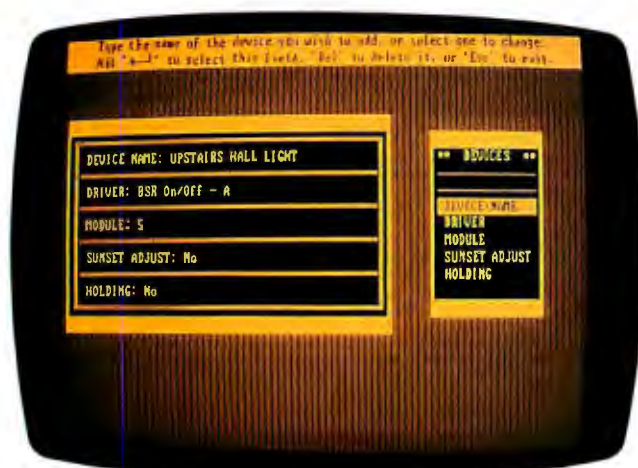 Type the name of the device you wish to add, or select one to change.
Hit "←┘" to select this field, "Del" to delete it, or "Esc" to exit.
DEVICE NAME: UPSTAIRS HALL LIGHT
DRIVER: BSR On/Off - A
MODULE: 5
SUNSET ADJUST: No
HOLDING: No
** DEVICES **
DEVICE NAME
DRIVER
MODULE
SUNSET ADJUST
HOLDING